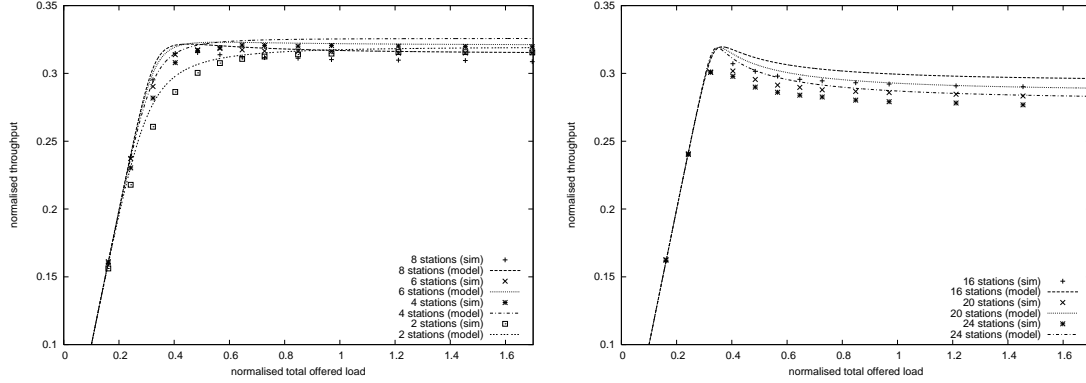 0.35
0.3
0.25
0.2
0.15
0.1
0 0.2 0.4 0.6 0.8 1 1.2 1.4 1.6
normalised throughput
normalised total offered load
8 stations (sim)
8 stations (model)
6 stations (sim)
6 stations (model)
4 stations (sim)
4 stations (model)
2 stations (sim)
2 stations (model)
0.35
0.3
0.25
0.2
0.15
0.1
0 0.2 0.4 0.6 0.8 1 1.2 1.4 1.6
normalised throughput
normalised total offered load
16 stations (sim)
16 stations (model)
20 stations (sim)
20 stations (model)
24 stations (sim)
24 stations (model)